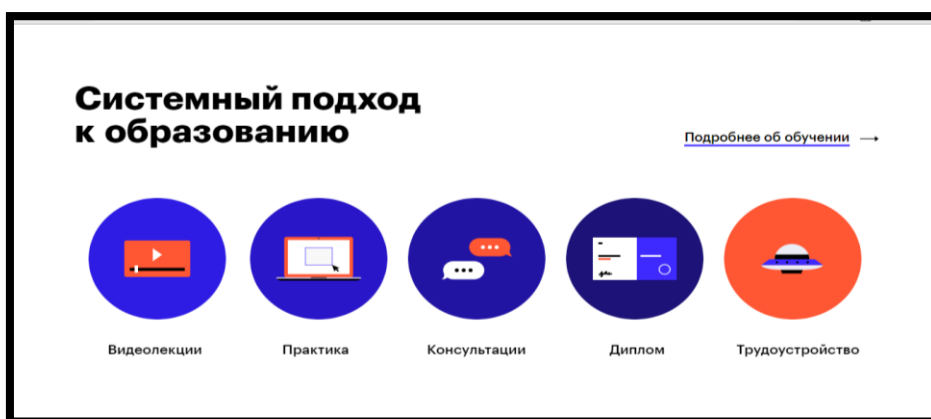 Системный подход
к образованию
Подробнее об обучении →
Видеолекции
Практика
Консультации
Диплом
Трудоустройство